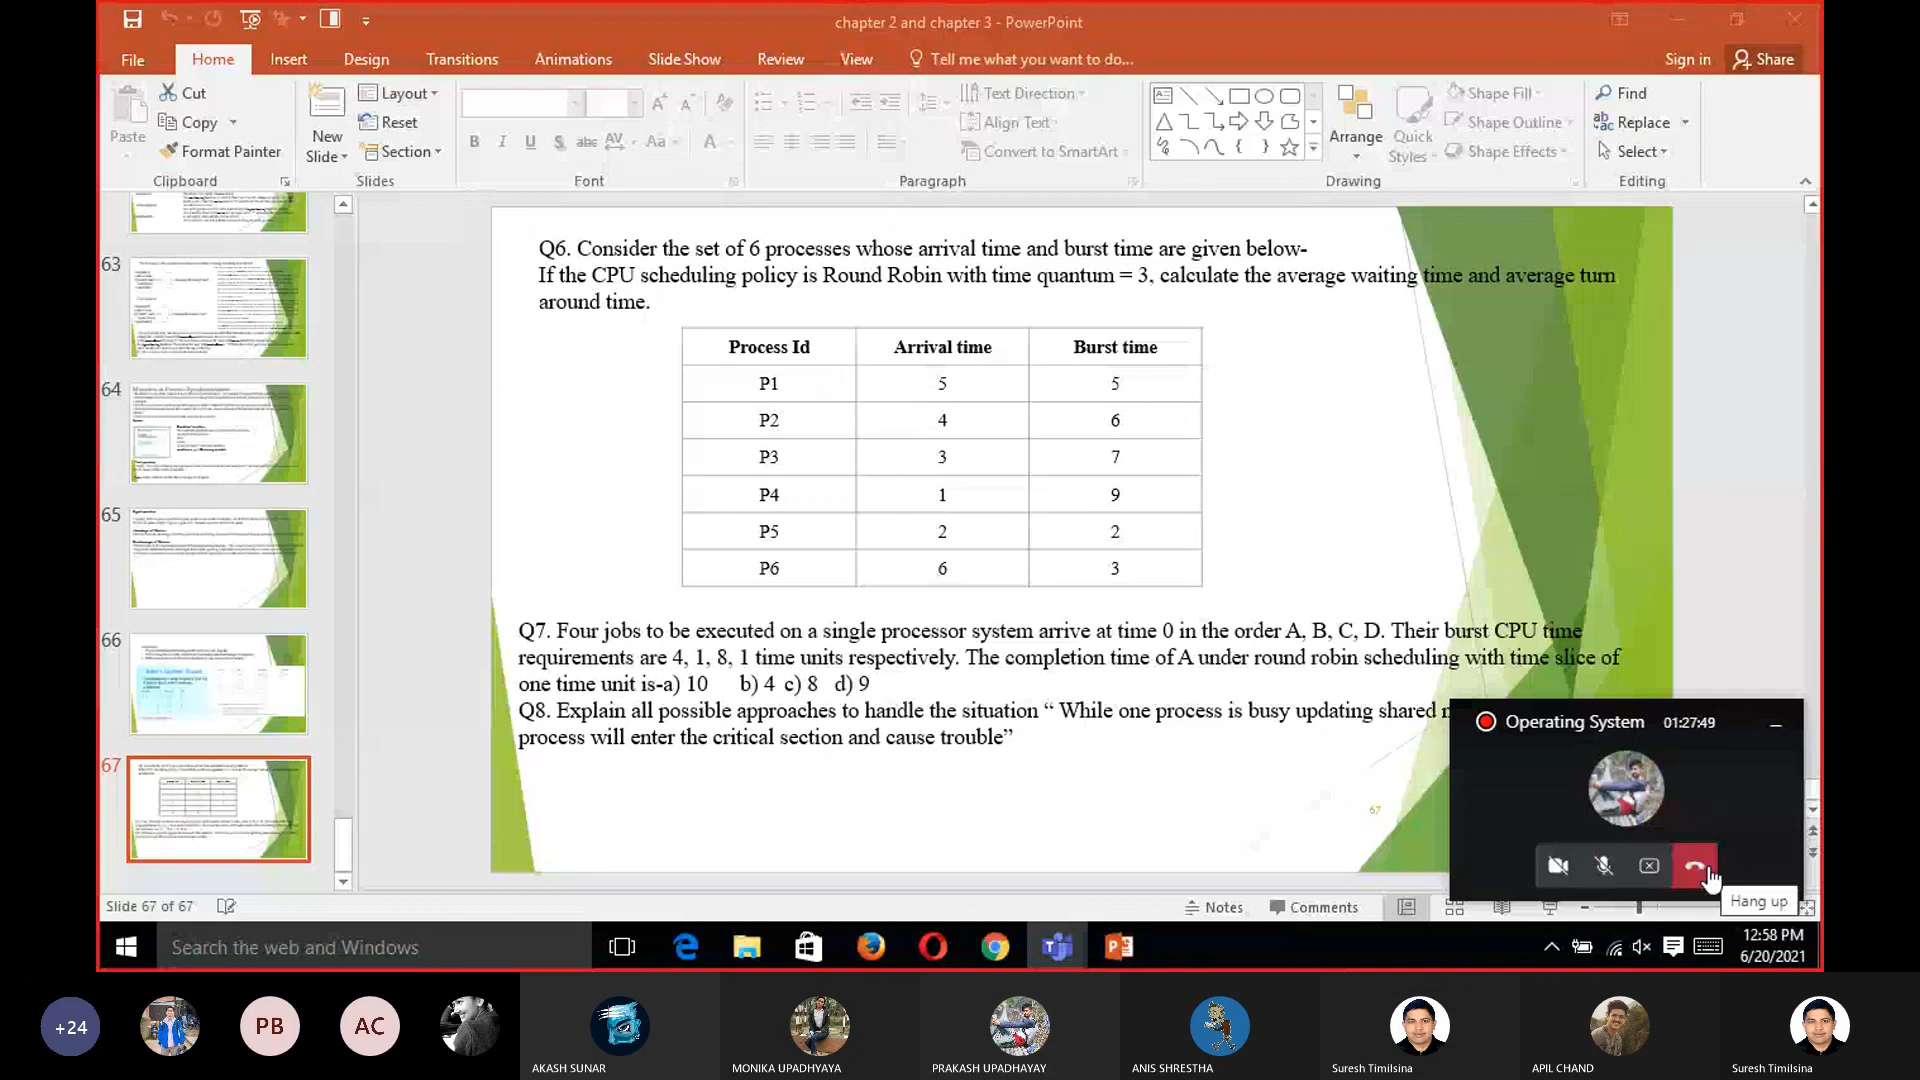 chapter 2 and chapter 3 - PowerPoint
File Home Insert Design Transitions Animations Slide Show Review View Tell me what you want to do... Sign in Share
Paste Cut Copy Format Painter
Clipboard
New Slide Layout Reset Section
Slides
B I U S abc AV Aa A
Font
Text Direction Align Text Convert to SmartArt
Paragraph
Arrange Quick Styles Shape Fill Shape Outline Shape Effects
Drawing
Find Replace Select
Editing
63
64
65
66
67
Q6. Consider the set of 6 processes whose arrival time and burst time are given below-
If the CPU scheduling policy is Round Robin with time quantum = 3, calculate the average waiting time and average turn
around time.
Process Id Arrival time Burst time
P1 5 5
P2 4 6
P3 3 7
P4 1 9
P5 2 2
P6 6 3
Q7. Four jobs to be executed on a single processor system arrive at time 0 in the order A, B, C, D. Their burst CPU time
requirements are 4, 1, 8, 1 time units respectively. The completion time of A under round robin scheduling with time slice of
one time unit is-a) 10 b) 4 c) 8 d) 9
Q8. Explain all possible approaches to handle the situation “ While one process is busy updating shared
process will enter the critical section and cause trouble”
67
Operating System 01:27:49
Hang up
Slide 67 of 67 Notes Comments
Search the web and Windows
12:58 PM
6/20/2021
+24 PB AC
AKASH SUNAR MONIKA UPADHYAYA PRAKASH UPADHAYAY ANIS SHRESTHA Suresh Timilsina APIL CHAND Suresh Timilsina